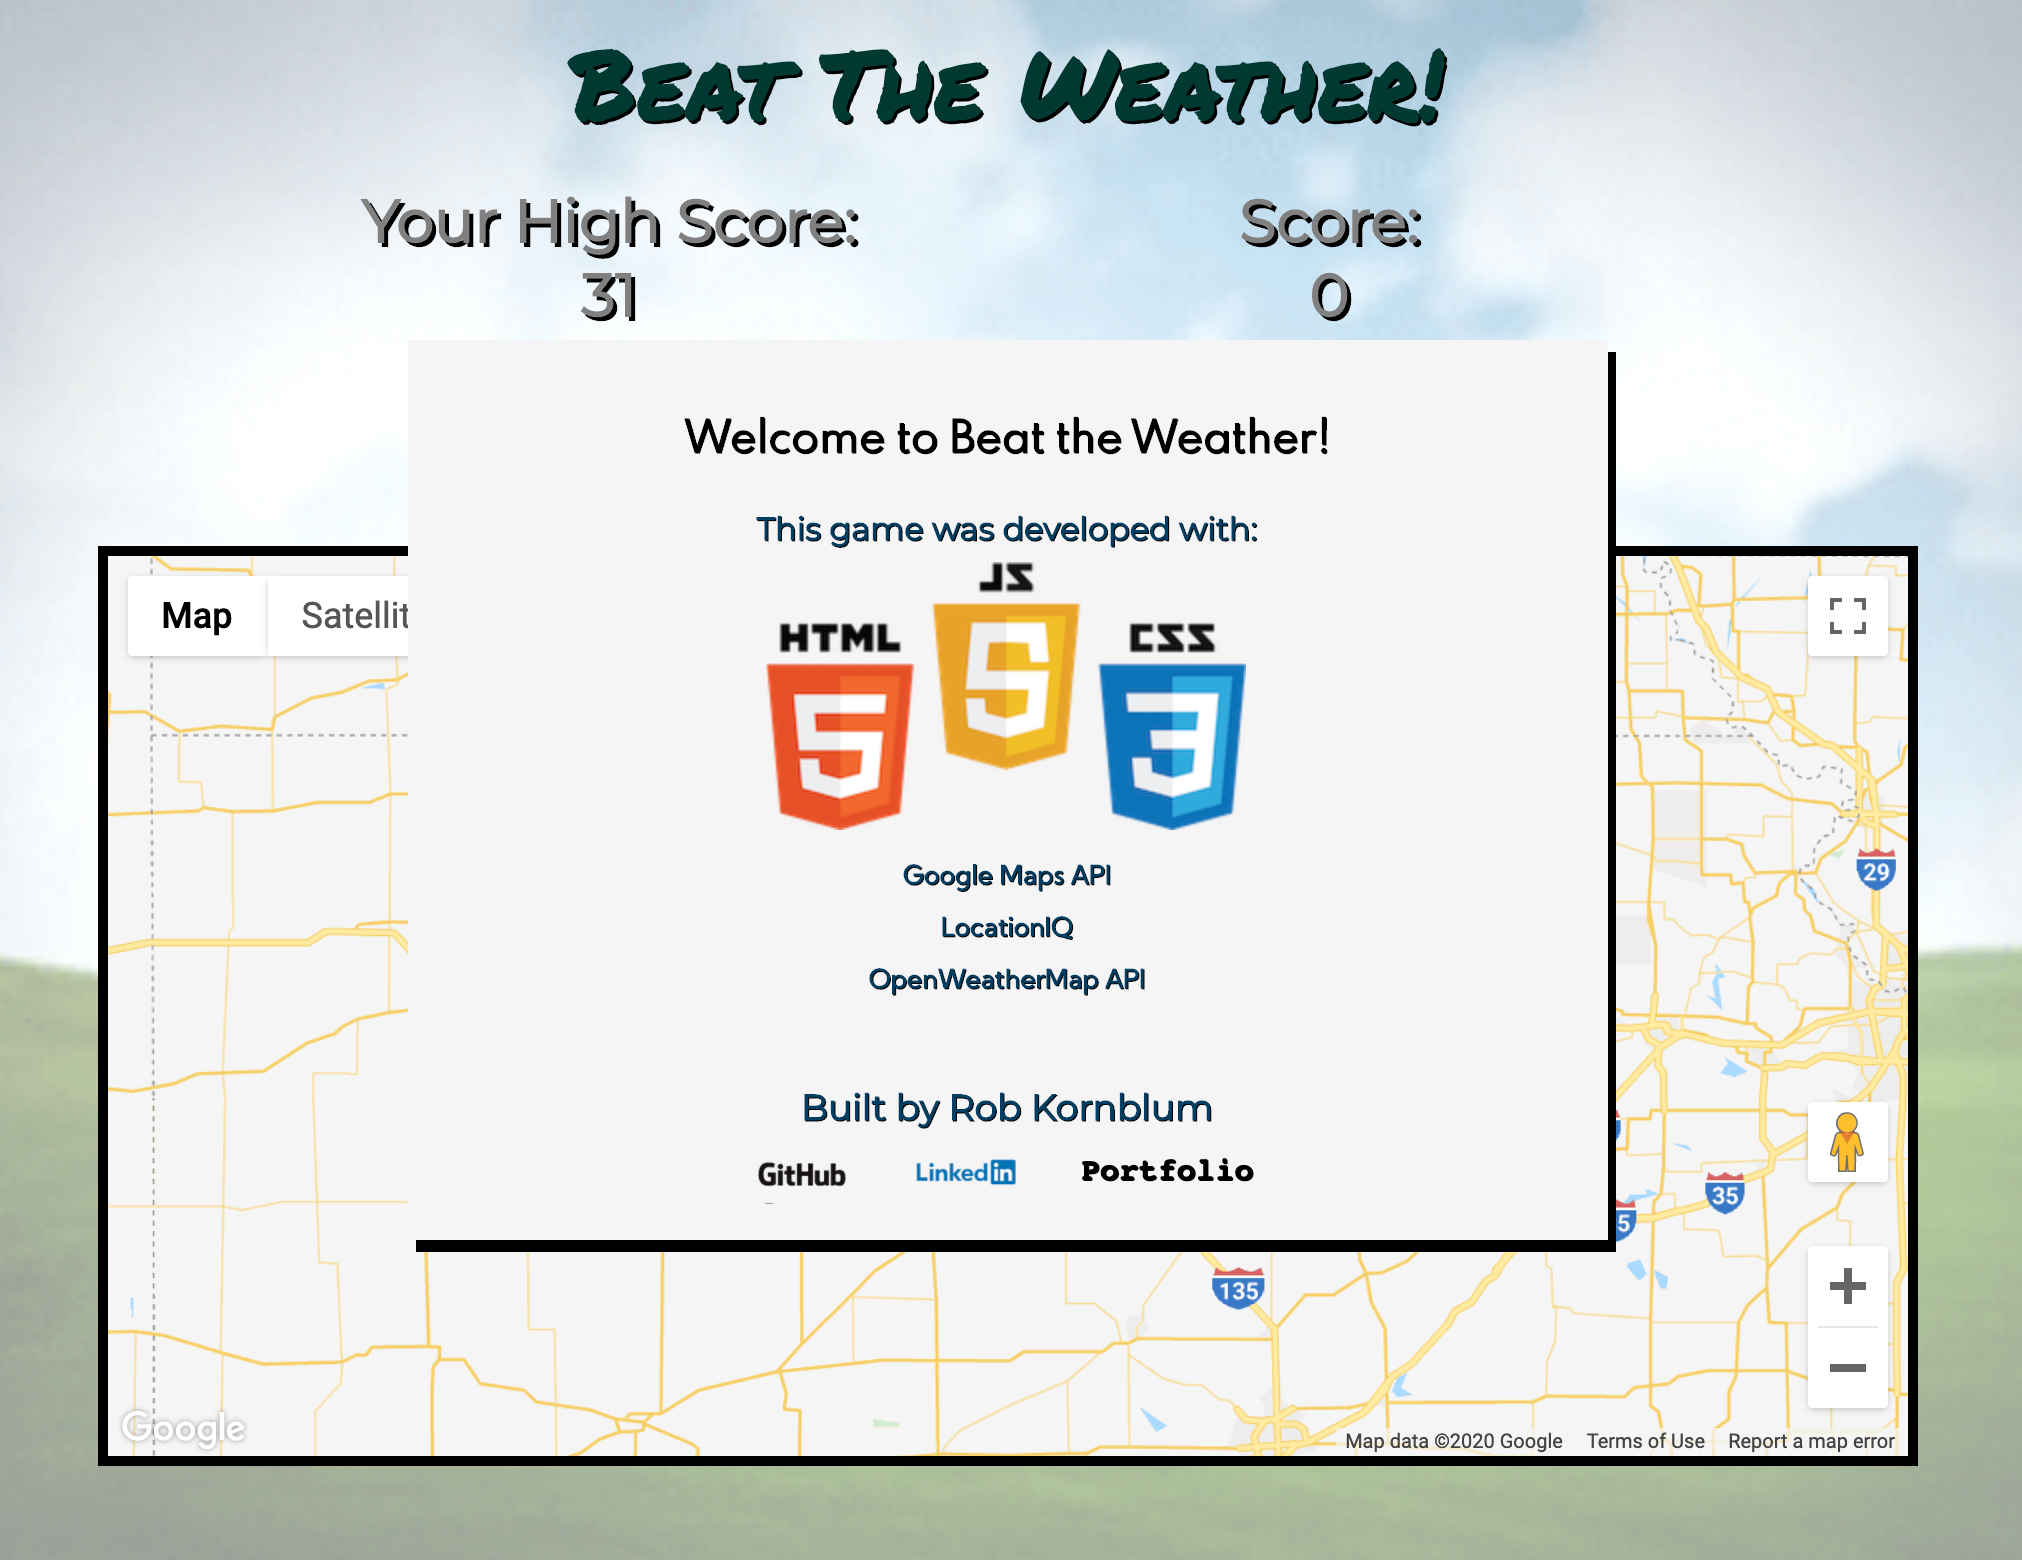 Beat The Weather!
Your High Score:
31
Score:
0
Welcome to Beat the Weather!
This game was developed with:
JS
HTML
CSS
5
5
3
Google Maps API
LocationIQ
OpenWeatherMap API
Built by Rob Kornblum
GitHub
Linked in
Portfolio
Map
Satellit
29
35
5
135
Google
Map data ©2020 Google
Terms of Use
Report a map error